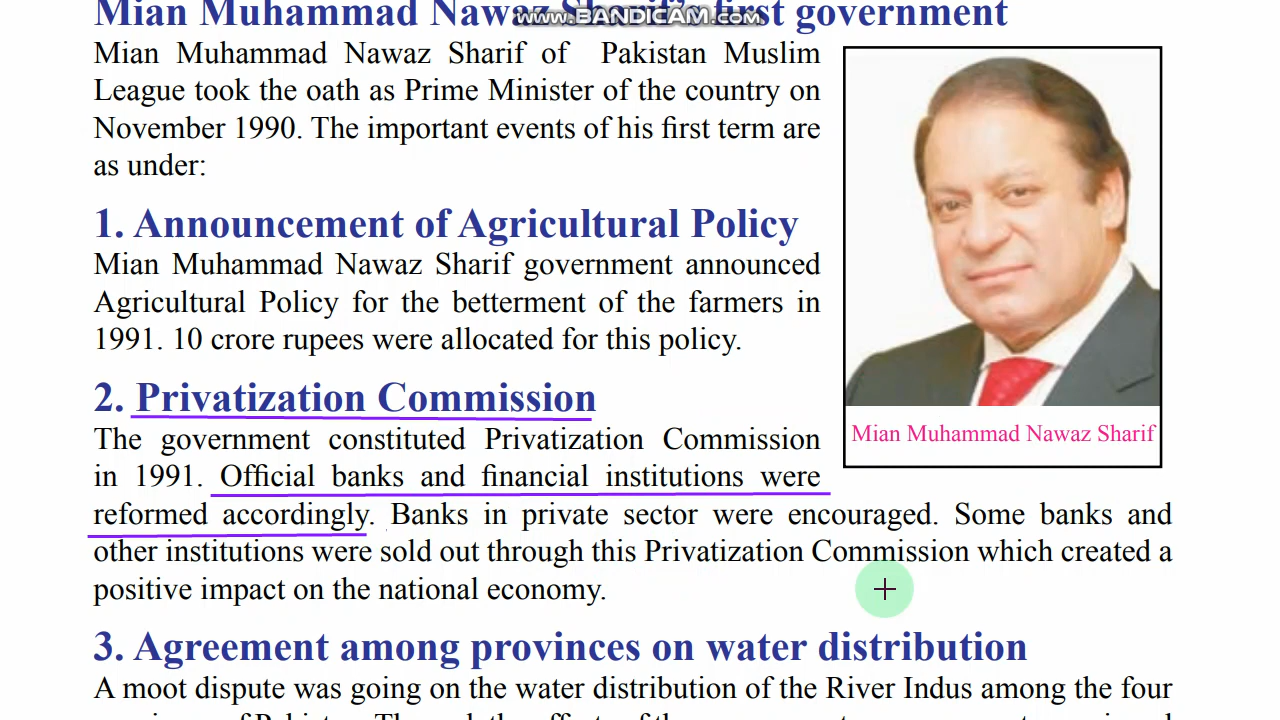 Mian Muhammad Nawaz Sharif's first government
www.BANDICAM.com
Mian Muhammad Nawaz Sharif of Pakistan Muslim
League took the oath as Prime Minister of the country on
November 1990. The important events of his first term are
as under:
1. Announcement of Agricultural Policy
Mian Muhammad Nawaz Sharif government announced
Agricultural Policy for the betterment of the farmers in
1991. 10 crore rupees were allocated for this policy.
2. Privatization Commission
Mian Muhammad Nawaz Sharif
The government constituted Privatization Commission
in 1991. Official banks and financial institutions were
reformed accordingly. Banks in private sector were encouraged. Some banks and
other institutions were sold out through this Privatization Commission which created a
positive impact on the national economy.
3. Agreement among provinces on water distribution
A moot dispute was going on the water distribution of the River Indus among the four